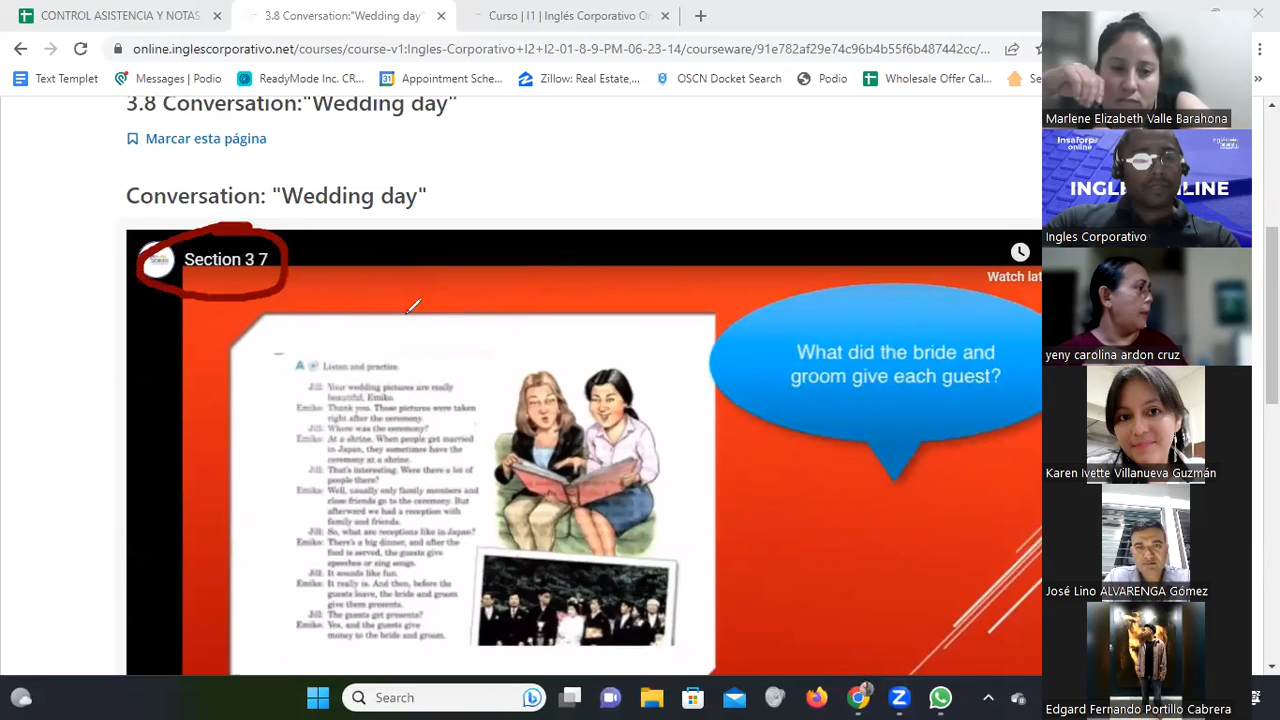 CONTROL ASISTENCIA Y NOTAS
3.8 Conversation:"Wedding day"
Curso | I1 | Inglés Corporativo On
online.inglescorporativo.net/courses/course-v1:Ingles-Corporativo+I2+I2-01-8-9-PM-06-23-14/courseware/91e782af29e74c96b4b55f6b487442cc/...
Text Templet
Messages | Podio
ReadyMode Inc. CR...
Appointment Sche...
Zillow: Real Estate,...
OSCN Docket Search
Podio
Wholesale Offer Cal...
Se
3.8 Conversation:"Wedding day"
Marcar esta página
Conversation: "Wedding day"
Section 3 7
Watch lat
What did the bride and
om give each guest?
A Listen and practice.
Jill: Your wedding pictures are really
beautiful, Emiko.
Emiko: Thank you. Those pictures were taken
right after the ceremony.
Jill: Where was the ceremony?
Emiko: At a shrine. When people get married
in Japan, they sometimes have the
ceremony at a shrine.
Jill: That's interesting. Were there a lot of
people there?
Emiko: Well, usually only family members and
close friends go to the ceremony. But
afterward we had a reception with
family and friends.
Jill: So, what are receptions like in Japan?
Emiko: There's a big dinner, and after the
food is served, the guests give
speeches or sing songs.
Jill: It sounds like fun.
Emiko: It really is. And then, before the
guests leave, the bride and groom
give them presents.
Jill: The guests get presents?
Emiko: Yes, and the guests give
money to the bride and groom.
Search
Marlene Elizabeth Valle Barahona
Insaforp
online
INGL ONLINE
Ingles Corporativo
yeily carolina ardon cruz
Karen Ivette Villanueva Guzmán
José Lino ALVARENGA Gómez
Edgard Fernando Portillo Cabrera